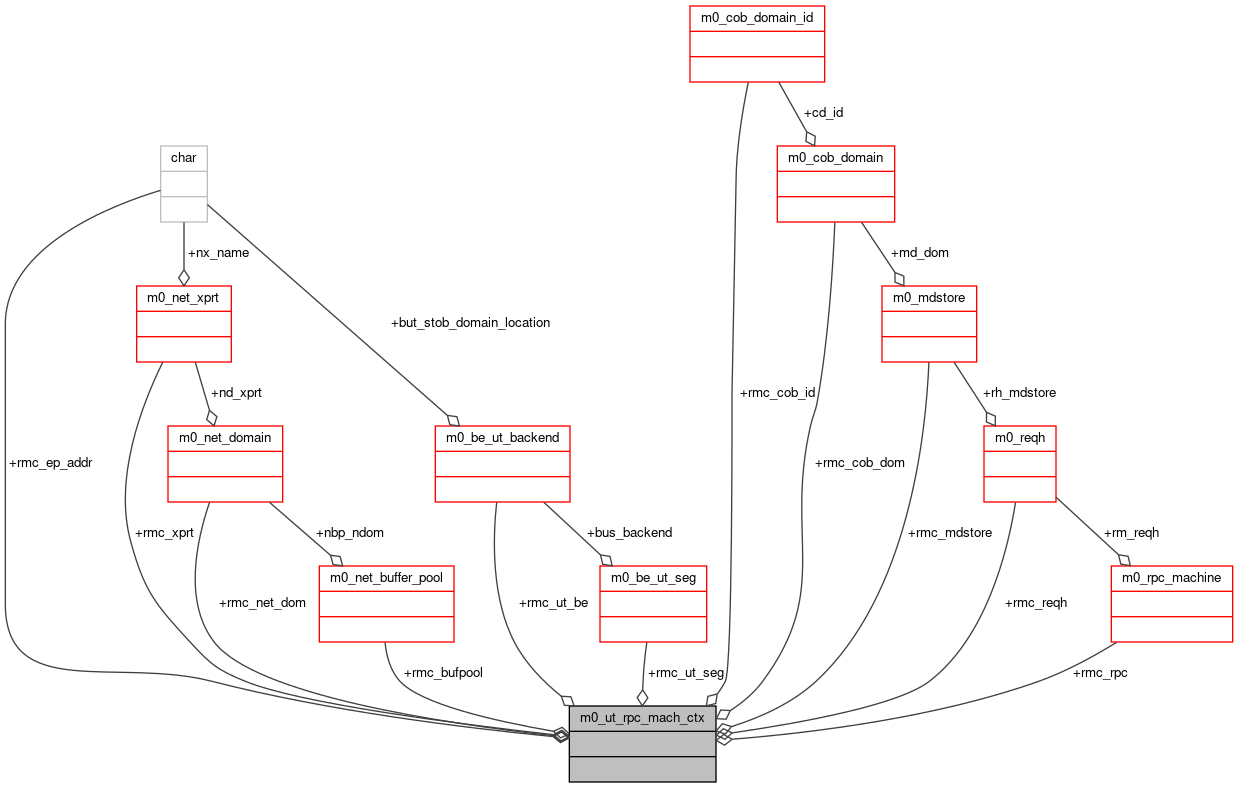 m0_cob_domain_id
+cd_id
char
m0_cob_domain
+nx_name
+md_dom
m0_net_xprt
m0_mdstore
+but_stob_domain_location
+nd_xprt
+rmc_cob_id
+rh_mdstore
m0_net_domain
m0_be_ut_backend
m0_reqh
+rmc_ep_addr
+rmc_cob_dom
+rmc_xprt
+nbp_ndom
+bus_backend
+rmc_mdstore
+rm_reqh
m0_net_buffer_pool
m0_be_ut_seg
m0_rpc_machine
+rmc_net_dom
+rmc_ut_be
+rmc_reqh
+rmc_bufpool
+rmc_ut_seg
+rmc_rpc
m0_ut_rpc_mach_ctx